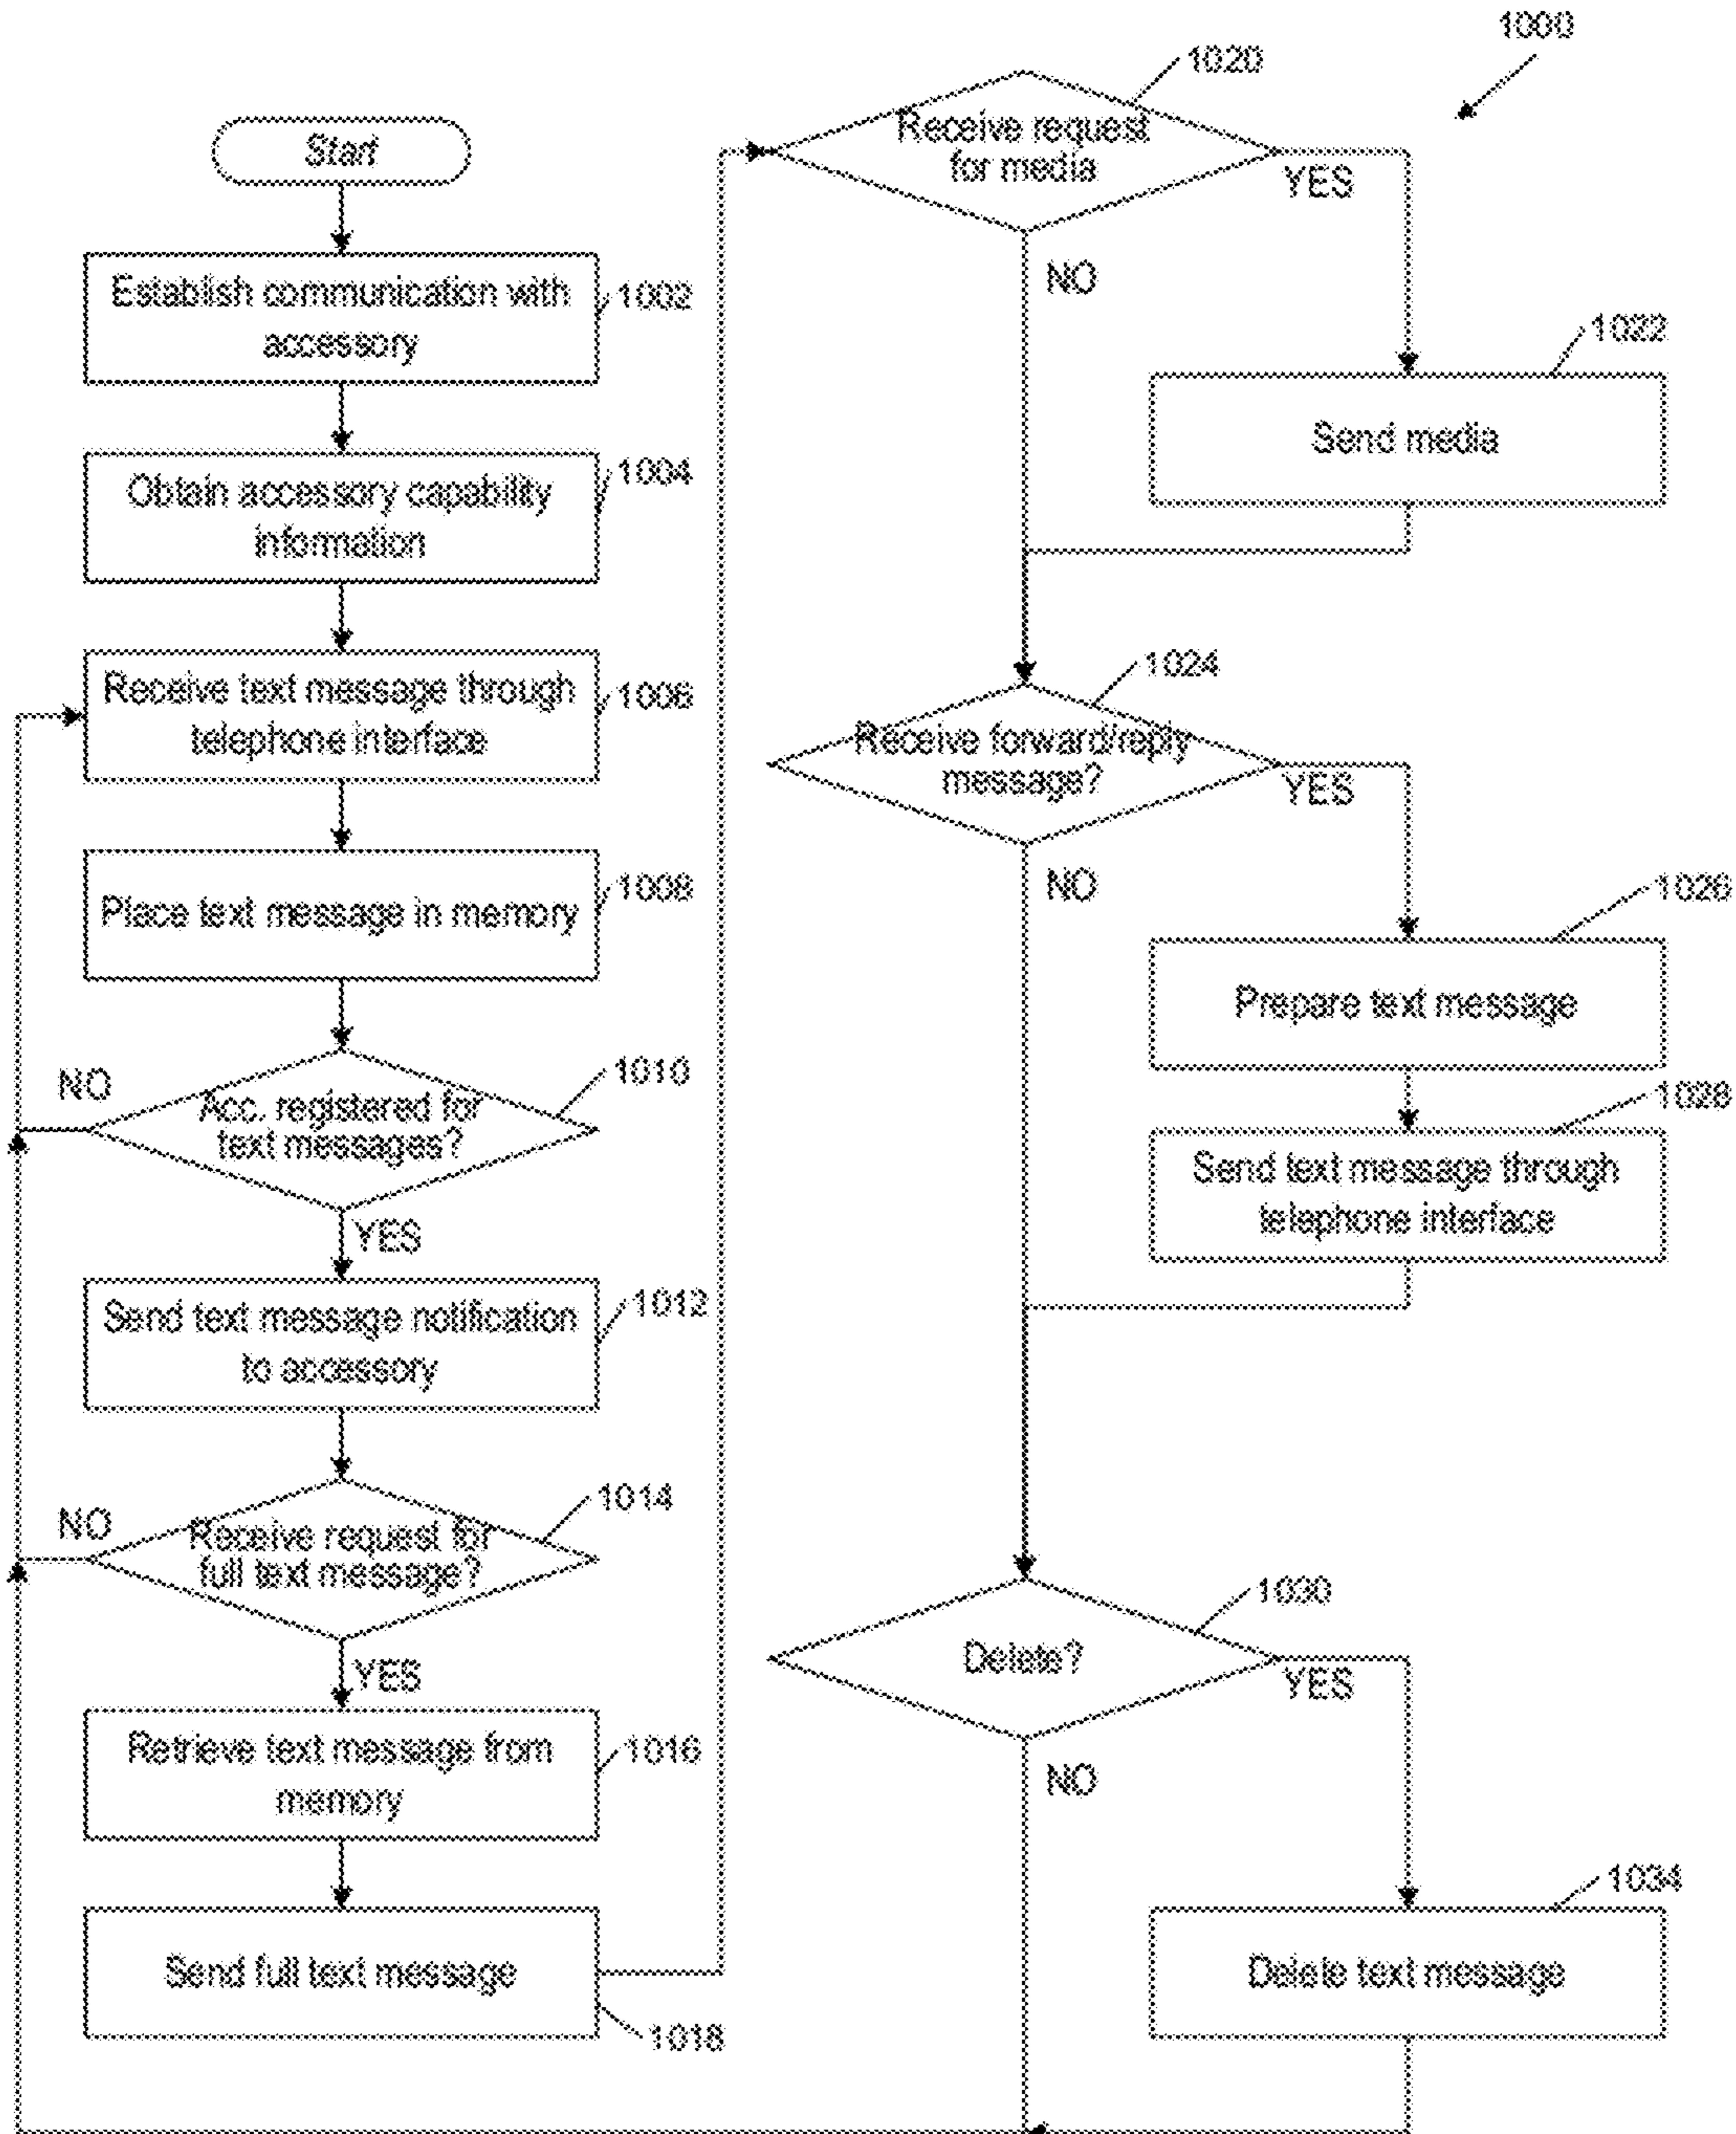 1000
Start
Establish communication with
accessory
1002
Obtain accessory capability
information
1004
Receive text message through
telephone interface
1006
Place text message in memory
1008
Acc. registered for
text messages?
1010
NO
YES
Send text message notification
to accessory
1012
Receive request for
full text message?
1014
NO
YES
Retrieve text message from
memory
1016
Send full text message
1018
Receive request
for media
1020
YES
NO
Send media
1022
Receive forward/reply
message?
1024
YES
NO
Prepare text message
1026
Send text message through
telephone interface
1028
Delete?
1030
YES
NO
Delete text message
1034